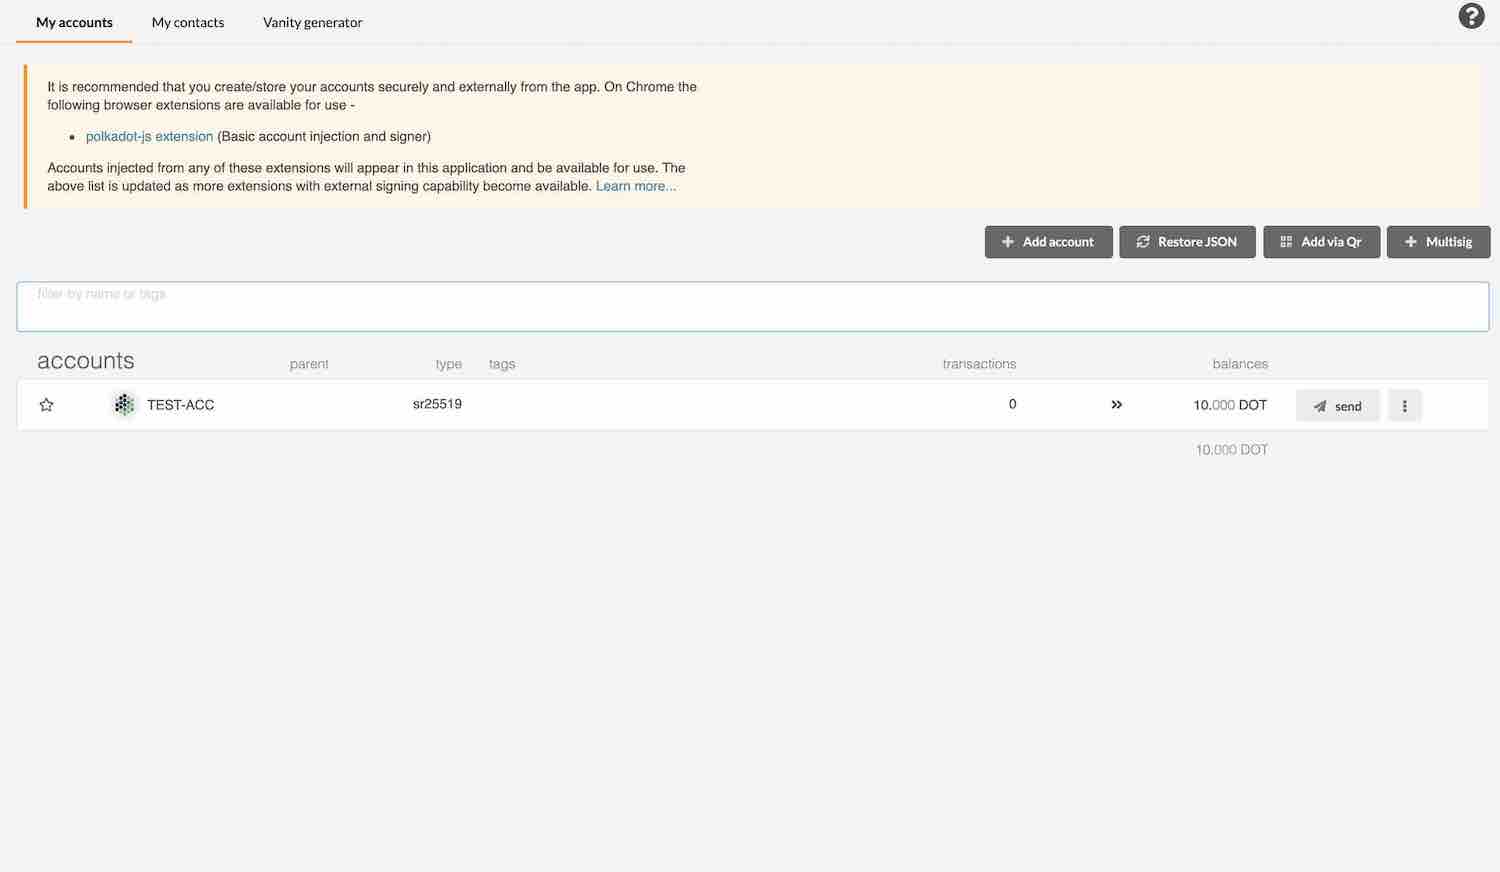 My accounts My contacts Vanity generator
It is recommended that you create/store your accounts securely and externally from the app. On Chrome the
following browser extensions are available for use -
• polkadot-js extension (Basic account injection and signer)
Accounts injected from any of these extensions will appear in this application and be available for use. The
above list is updated as more extensions with external signing capability become available. Learn more...
Add account Restore JSON Add via Qr Multisig
filter by name or tags
accounts parent type tags transactions balances
TEST-ACC sr25519 0 10.000 DOT send
10.000 DOT